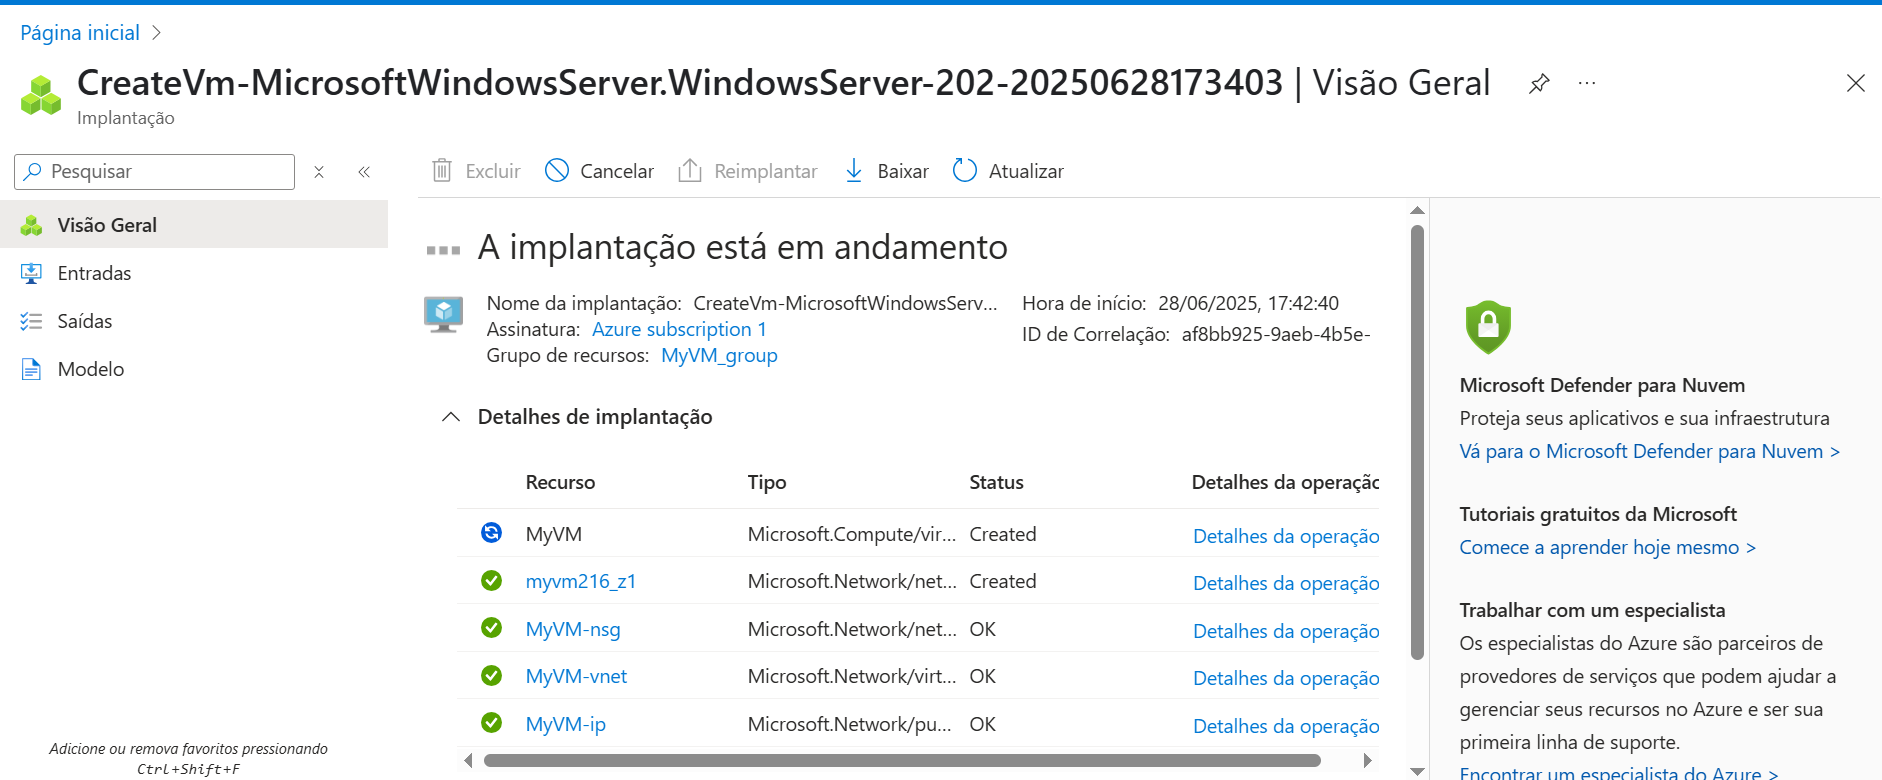 Página inicial
CreateVm-MicrosoftWindowsServer.WindowsServer-202-20250628173403 | Visão Geral
Implantação
Pesquisar
Excluir
Cancelar
Reimplantar
Baixar
Atualizar
Visão Geral
Entradas
Saídas
Modelo
Adicione ou remova favoritos pressionando
Ctrl+Shift+F
A implantação está em andamento
Nome da implantação: CreateVm-MicrosoftWindowsServ...
Assinatura: Azure subscription 1
Grupo de recursos: MyVM_group
Hora de início: 28/06/2025, 17:42:40
ID de Correlação: af8bb925-9aeb-4b5e-
Detalhes de implantação
Recurso Tipo Status Detalhes da operação
MyVM Microsoft.Compute/vir... Created Detalhes da operação
myvm216_z1 Microsoft.Network/net... Created Detalhes da operação
MyVM-nsg Microsoft.Network/net... OK Detalhes da operação
MyVM-vnet Microsoft.Network/virt... OK Detalhes da operação
MyVM-ip Microsoft.Network/pu... OK Detalhes da operação
Microsoft Defender para Nuvem
Proteja seus aplicativos e sua infraestrutura
Vá para o Microsoft Defender para Nuvem >
Tutoriais gratuitos da Microsoft
Comece a aprender hoje mesmo >
Trabalhar com um especialista
Os especialistas do Azure são parceiros de
provedores de serviços que podem ajudar a
gerenciar seus recursos no Azure e ser sua
primeira linha de suporte.
Encontrar um especialista do Azure >